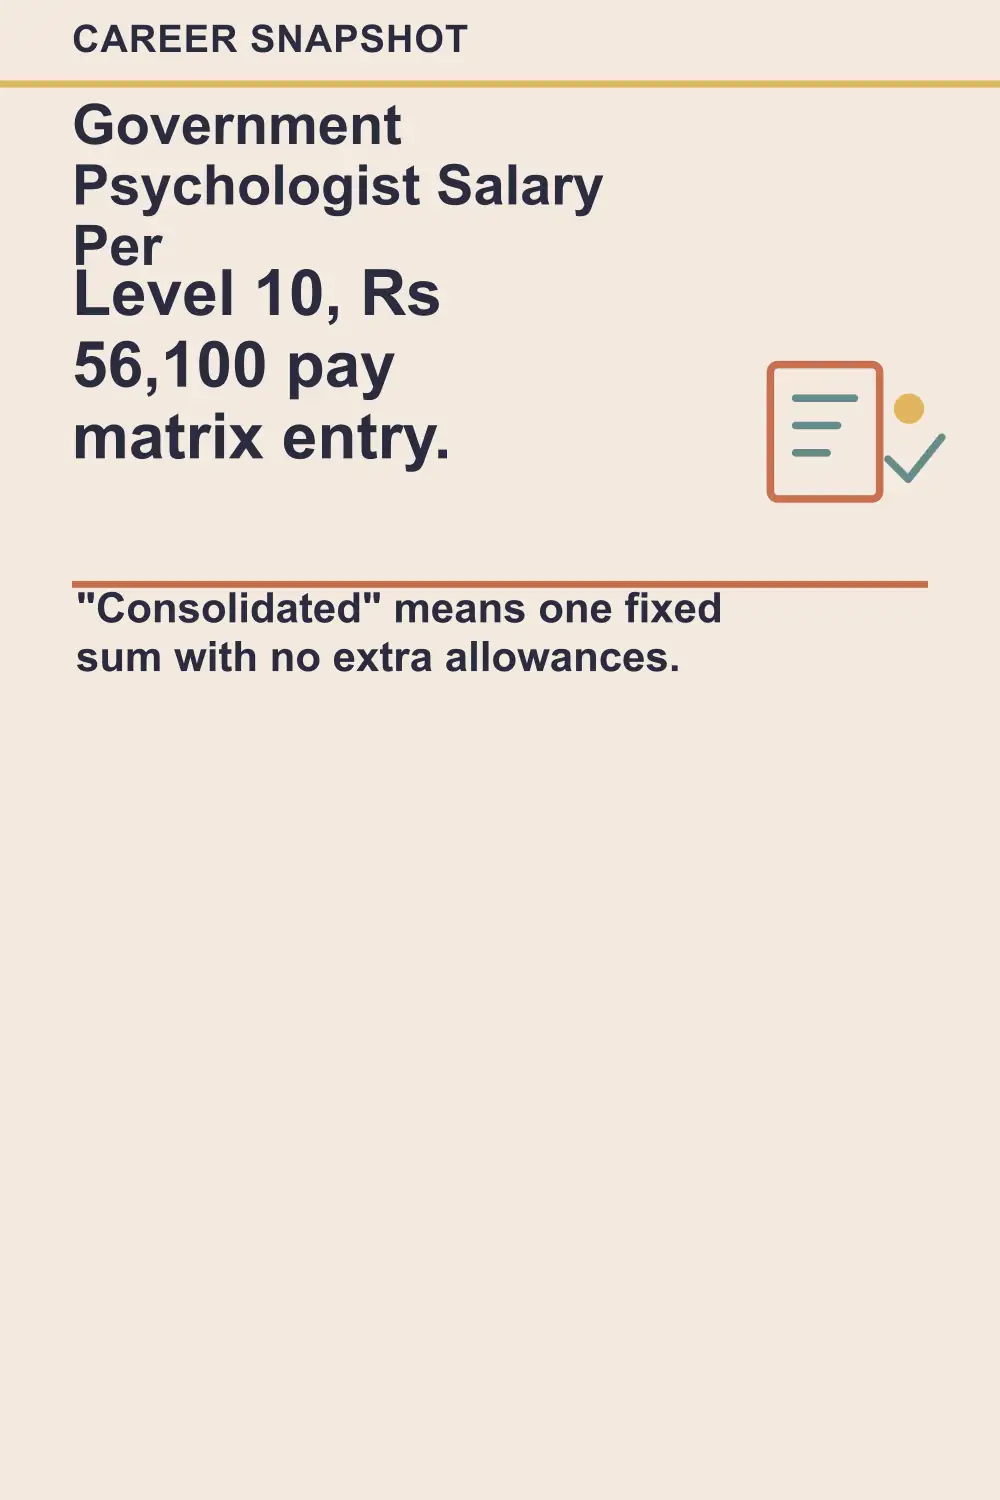 CAREER SNAPSHOT
Government
Psychologist Salary
Per
Level 10, Rs
56,100 pay
matrix entry.
"Consolidated" means one fixed
sum with no extra allowances.